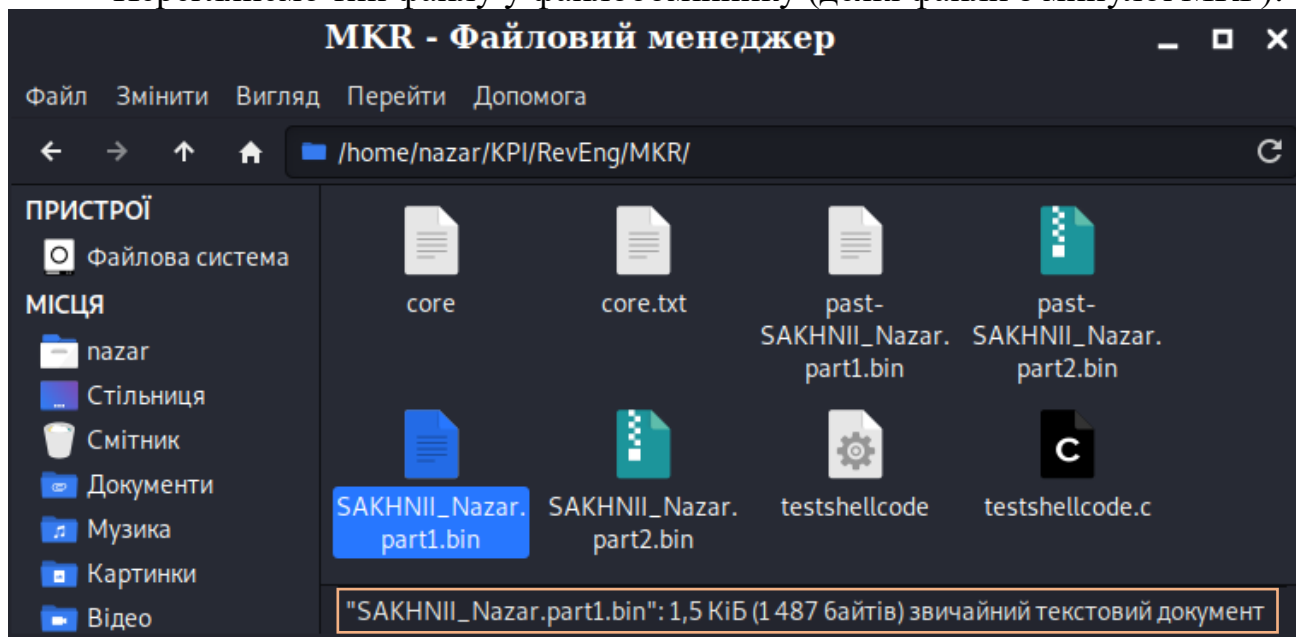 файлу у файлообміннику
MKR - Файловий менеджер
Файл Змінити Вигляд Перейти Допомога
/home/nazar/KPI/RevEng/MKR/
ПРИСТРОЇ
Файлова система
МІСЦЯ
nazar
Стільниця
Смітник
Документи
Музика
Картинки
Відео
core
core.txt
past-
SAKHNII_Nazar.
part1.bin
past-
SAKHNII_Nazar.
part2.bin
SAKHNII_Nazar.
part1.bin
SAKHNII_Nazar.
part2.bin
testshellcode
testshellcode.c
"SAKHNII_Nazar.part1.bin": 1,5 КіБ (1 487 байтів) звичайний текстовий документ